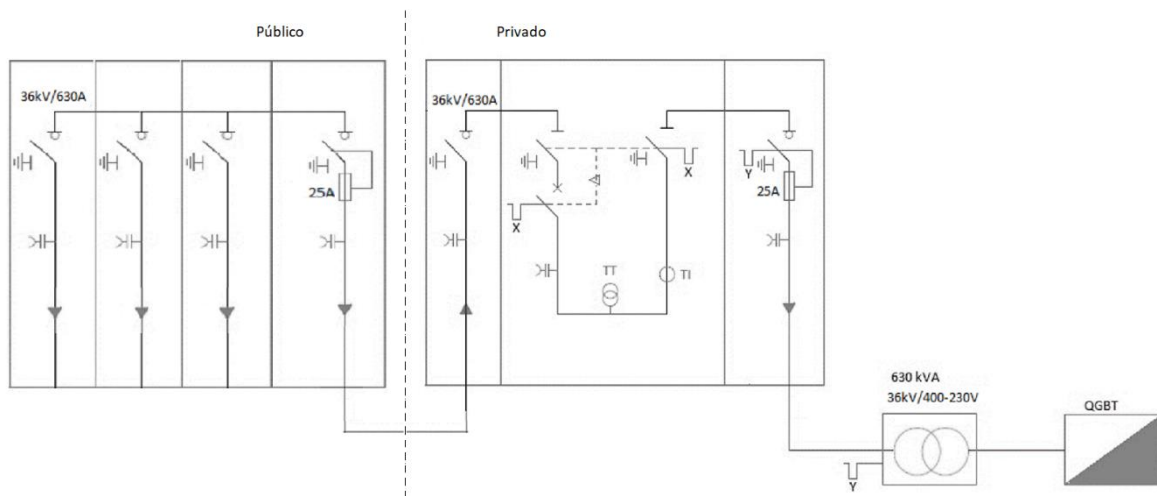 Público
Privado
36kV/630A
36kV/630A
25A
X
X
Y
25A
TT
TI
630 kVA
36kV/400-230V
QGBT
Y